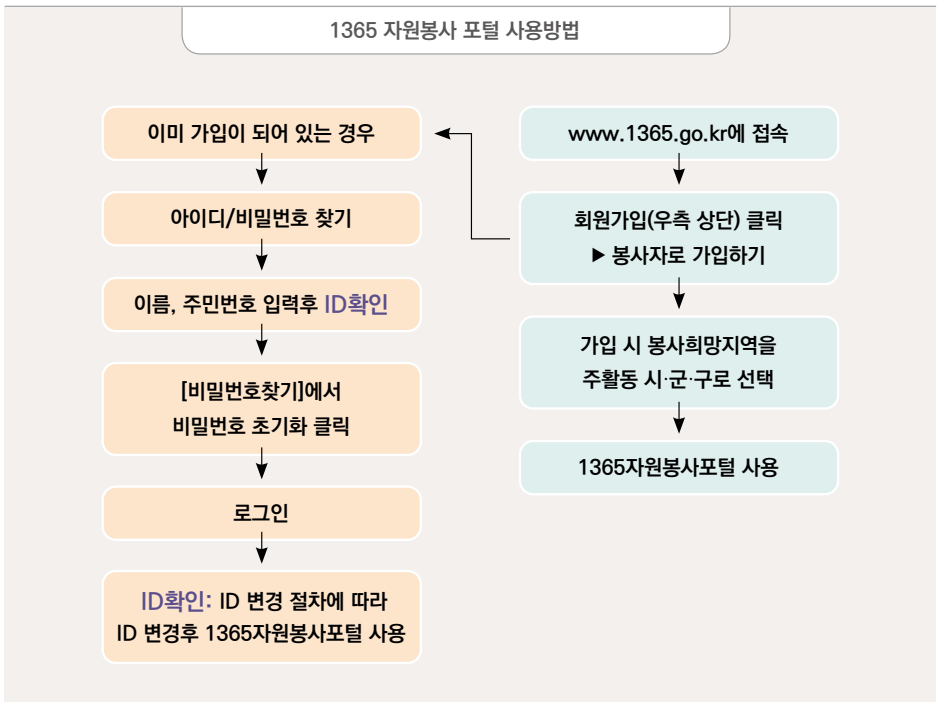 1365 자원봉사 포털 사용방법
이미 가입이 되어 있는 경우
아이디/비밀번호 찾기
이름, 주민번호 입력후 ID확인
[비밀번호찾기]에서
비밀번호 초기화 클릭
로그인
ID확인: ID 변경 절차에 따라
ID 변경후 1365자원봉사포털 사용
www.1365.go.kr에 접속
회원가입(우측 상단) 클릭
▶ 봉사자로 가입하기
가입 시 봉사희망지역을
주활동 시·군·구로 선택
1365자원봉사포털 사용